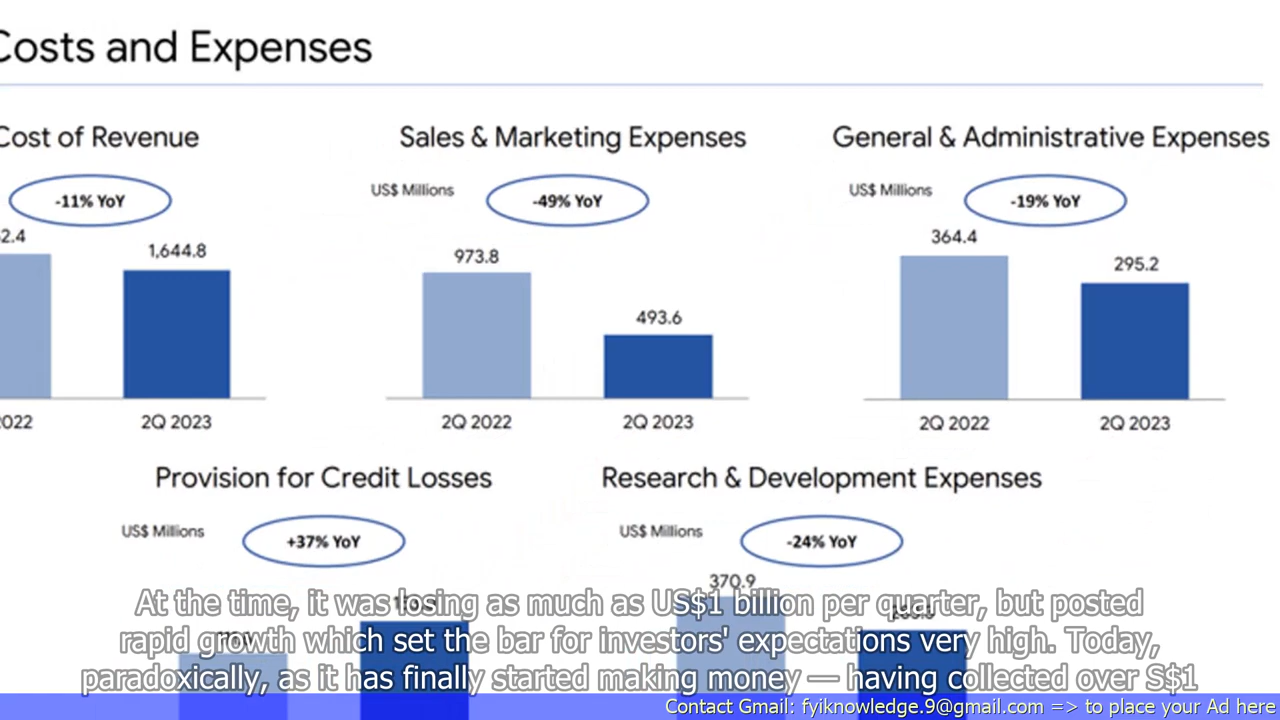 Costs and Expenses
Cost of Revenue
Sales & Marketing Expenses
General & Administrative Expenses
-11% YoY
US$ Millions
-49% YoY
US$ Millions
-19% YoY
2.4
1,644.8
973.8
493.6
364.4
295.2
022
2Q 2023
2Q 2022
2Q 2023
2Q 2022
2Q 2023
Provision for Credit Losses
Research & Development Expenses
US$ Millions
+37% YoY
US$ Millions
-24% YoY
370.9
At the time, it was losing as much as US$1 billion per quarter, but posted
rapid growth which set the bar for investors' expectations very high. Today,
paradoxically, as it has finally started making money — having collected over S$1
Contact Gmail: fyiknowledge.9@gmail.com => to place your Ad here